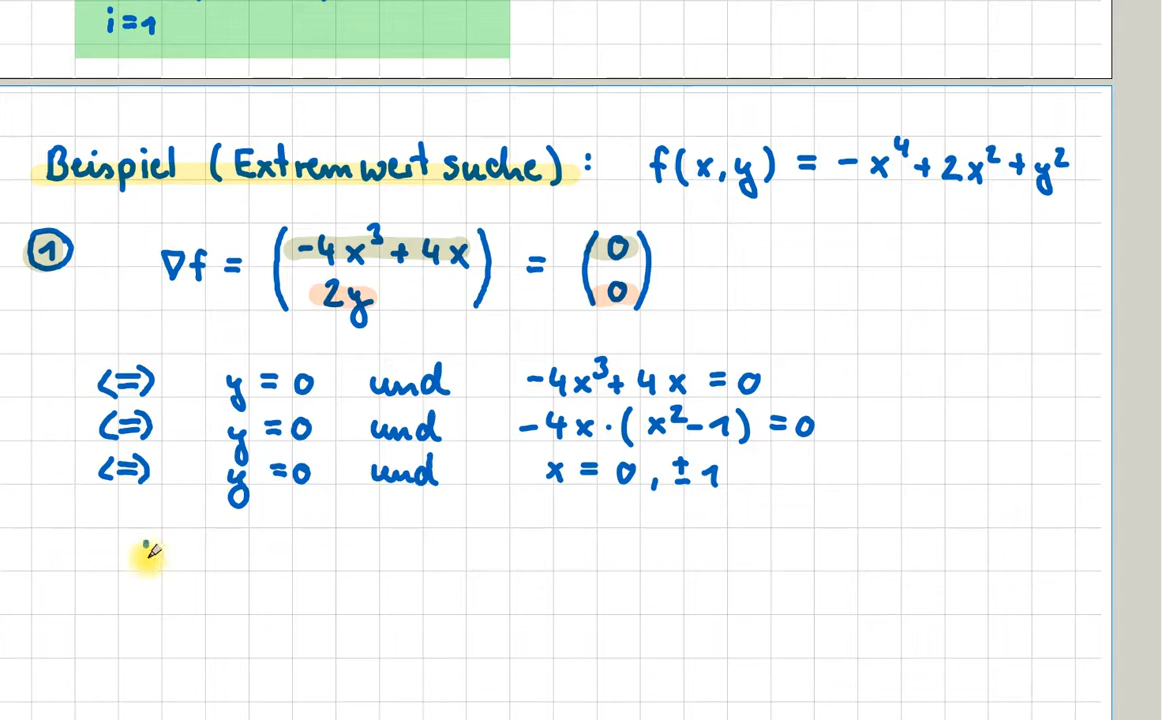 i=1
Beispiel (Extremwertsuche): f(x,y) = -x⁴+2x²+y²
① ∇f = (-4x³+4x 2y) = (0 0)
<=> y = 0 und -4x³+4x = 0
<=> y = 0 und -4x·(x²-1) = 0
<=> y = 0 und x = 0, ±1